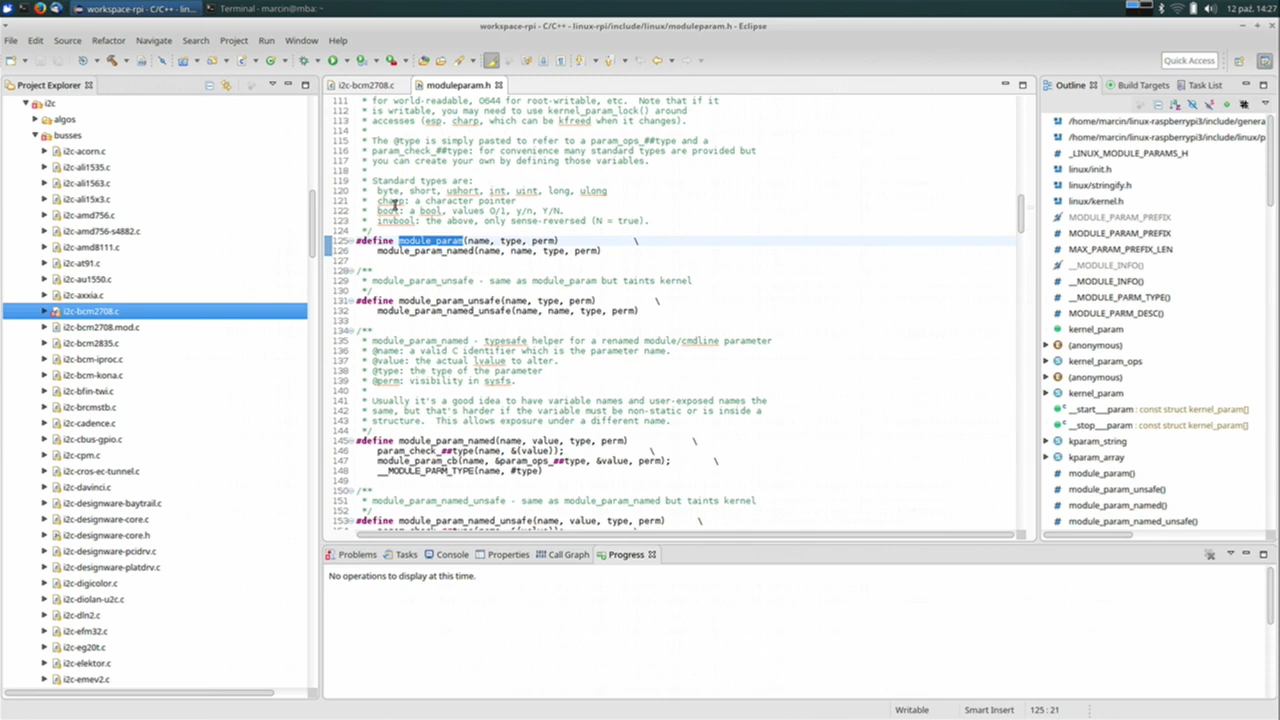 workspace-rpi - C/C++ - lin...
Terminal - marcin@mba: ~
12 paź, 14:27
workspace-rpi - C/C++ - linux-rpi/include/linux/moduleparam.h - Eclipse
File Edit Source Refactor Navigate Search Project Run Window Help
Quick Access
Project Explorer
i2c
algos
busses
i2c-acorn.c
i2c-ali1535.c
i2c-ali1563.c
i2c-ali15x3.c
i2c-amd756.c
i2c-amd756-s4882.c
i2c-amd8111.c
i2c-at91.c
i2c-au1550.c
i2c-axxia.c
i2c-bcm2708.c
i2c-bcm2708.mod.c
i2c-bcm2835.c
i2c-bcm-iproc.c
i2c-bcm-kona.c
i2c-bfin-twi.c
i2c-brcmstb.c
i2c-cadence.c
i2c-cbus-gpio.c
i2c-cpm.c
i2c-cros-ec-tunnel.c
i2c-davinci.c
i2c-designware-baytrail.c
i2c-designware-core.c
i2c-designware-core.h
i2c-designware-pcidrv.c
i2c-designware-platdrv.c
i2c-digicolor.c
i2c-diolan-u2c.c
i2c-dln2.c
i2c-efm32.c
i2c-eg20t.c
i2c-elektor.c
i2c-emev2.c
i2c-bcm2708.c
moduleparam.h
111 * for world-readable, 0644 for root-writable, etc. Note that if it
112 * is writable, you may need to use kernel_param_lock() around
113 * accesses (esp. charp, which can be kfreed when it changes).
114 *
115 * The @type is simply pasted to refer to a param_ops_##type and a
116 * param_check_##type: for convenience many standard types are provided but
117 * you can create your own by defining those variables.
118 *
119 * Standard types are:
120 * byte, short, ushort, int, uint, long, ulong
121 * charp: a character pointer
122 * bool: a bool, values 0/1, y/n, Y/N.
123 * invbool: the above, only sense-reversed (N = true).
124 */
125 #define module_param(name, type, perm) \
126 module_param_named(name, name, type, perm)
127
128 /**
129 * module_param_unsafe - same as module_param but taints kernel
130 */
131 #define module_param_unsafe(name, type, perm) \
132 module_param_named_unsafe(name, name, type, perm)
133
134 /**
135 * module_param_named - typesafe helper for a renamed module/cmdline parameter
136 * @name: a valid C identifier which is the parameter name.
137 * @value: the actual lvalue to alter.
138 * @type: the type of the parameter
139 * @perm: visibility in sysfs.
140 *
141 * Usually it's a good idea to have variable names and user-exposed names the
142 * same, but that's harder if the variable must be non-static or is inside a
143 * structure. This allows exposure under a different name.
144 */
145 #define module_param_named(name, value, type, perm) \
146 param_check_##type(name, &(value)); \
147 module_param_cb(name, &param_ops_##type, &value, perm); \
148 __MODULE_PARM_TYPE(name, #type)
149
150 /**
151 * module_param_named_unsafe - same as module_param_named but taints kernel
152 */
153 #define module_param_named_unsafe(name, value, type, perm) \
Outline
Build Targets
Task List
/home/marcin/linux-raspberrypi3/include/genera
/home/marcin/linux-raspberrypi3/include/linux/p
_LINUX_MODULE_PARAMS_H
linux/init.h
linux/stringify.h
linux/kernel.h
MODULE_PARAM_PREFIX
MODULE_PARAM_PREFIX
MAX_PARAM_PREFIX_LEN
__MODULE_INFO()
__MODULE_INFO()
__MODULE_PARM_TYPE()
MODULE_PARM_DESC()
kernel_param
(anonymous)
kernel_param_ops
(anonymous)
kernel_param
__start___param : const struct kernel_param[]
__stop___param : const struct kernel_param[]
kparam_string
kparam_array
module_param()
module_param_unsafe()
module_param_named()
module_param_named_unsafe()
Problems Tasks Console Properties Call Graph Progress
No operations to display at this time.
Writable Smart Insert 125 : 21